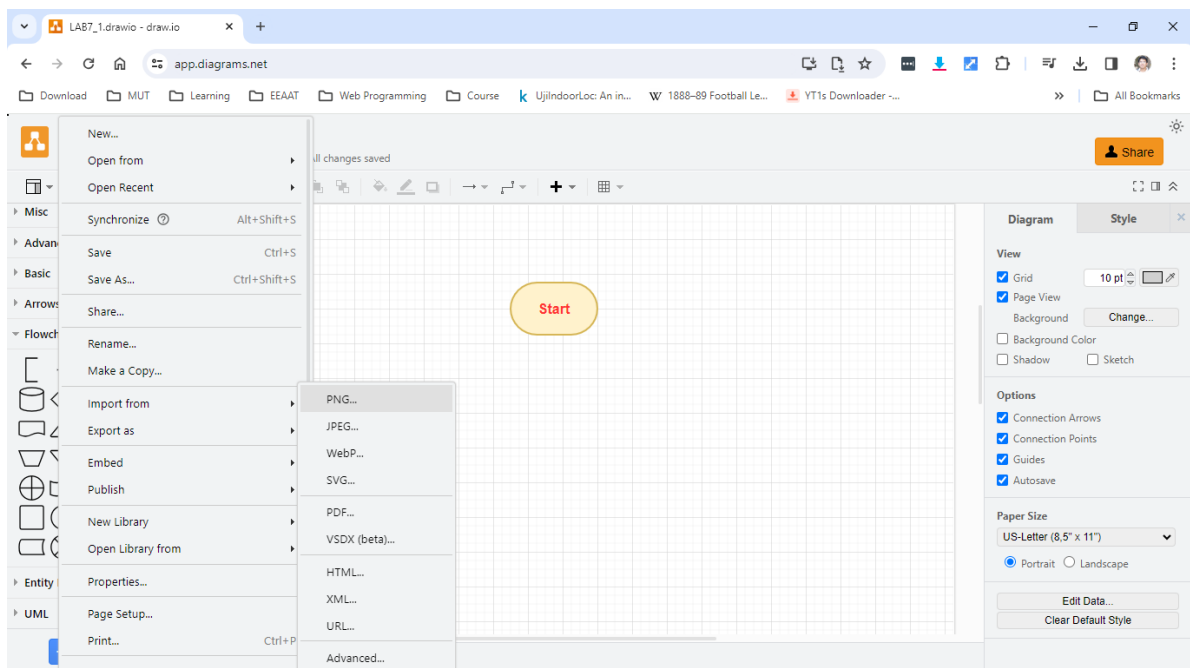 LAB7_1.drawio - draw.io
app.diagrams.net
Download MUT Learning EEAAT Web Programming Course UjiIndoorLoc: An in... 1888–89 Football Le... YT1s Downloader -... All Bookmarks
All changes saved
Share
New...
Open from
Open Recent
Synchronize Alt+Shift+S
Save Ctrl+S
Save As... Ctrl+Shift+S
Share...
Rename...
Make a Copy...
Import from
Export as
Embed
Publish
New Library
Open Library from
Properties...
Page Setup...
Print... Ctrl+P
Misc
Advan
Basic
Arrows
Flowch
Entity
UML
PNG...
JPEG...
WebP...
SVG...
PDF...
VSDX (beta)...
HTML...
XML...
URL...
Advanced...
Start
Diagram Style
View
Grid 10 pt
Page View
Background Change...
Background Color
Shadow Sketch
Options
Connection Arrows
Connection Points
Guides
Autosave
Paper Size
US-Letter (8,5" x 11")
Portrait Landscape
Edit Data...
Clear Default Style